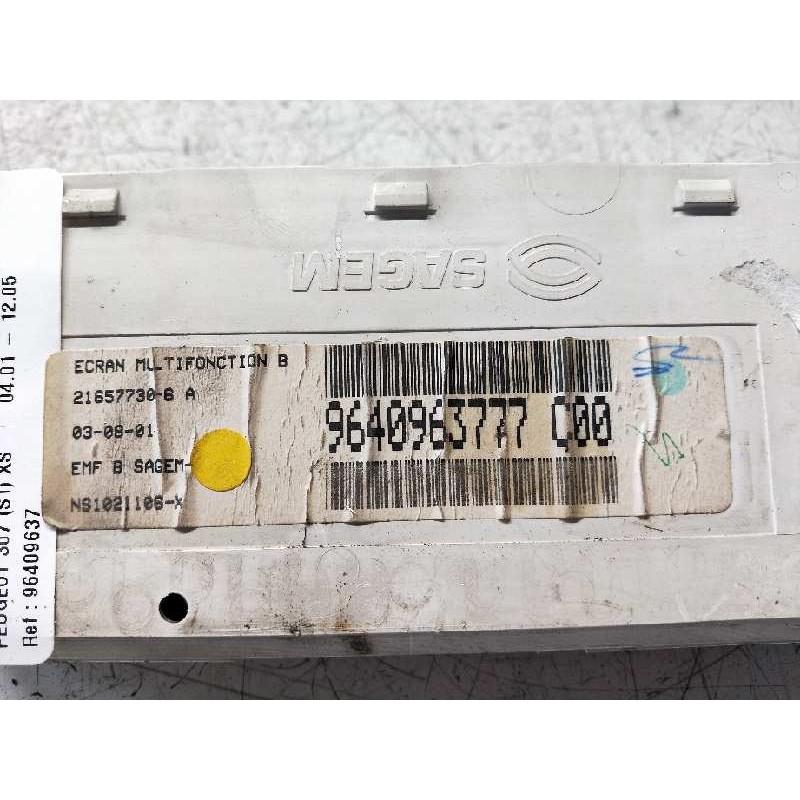 SAGEM
ECRAN MULTIFONCTION B
21657730-6 A
03-08-01
EMF B SAGEM-
NS1021106-X
9640963777 C00
PEUGEOT 307 (S1) XS
04.01 - 12.05
Ref : 96409637